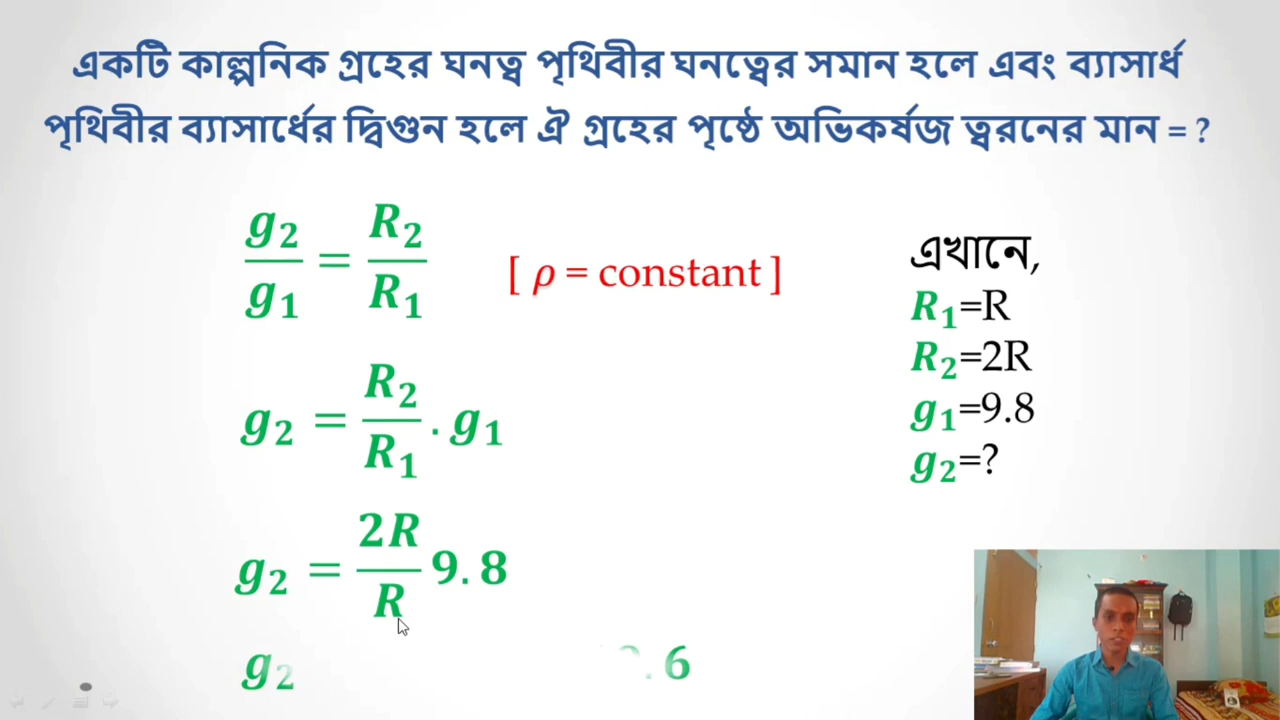 একটি কাল্পনিক গ্রহের ঘনত্ব পৃথিবীর ঘনত্বের সমান হলে এবং ব্যাসার্ধ
পৃথিবীর ব্যাসার্ধের দ্বিগুন হলে ঐ গ্রহের পৃষ্ঠে অভিকর্ষজ ত্বরনের মান = ?
g₂/g₁ = R₂/R₁ [ ρ = constant ]
g₂ = R₂/R₁ . g₁
g₂ = 2R/R 9.8
g₂ .6
এখানে,
R₁=R
R₂=2R
g₁=9.8
g₂=?